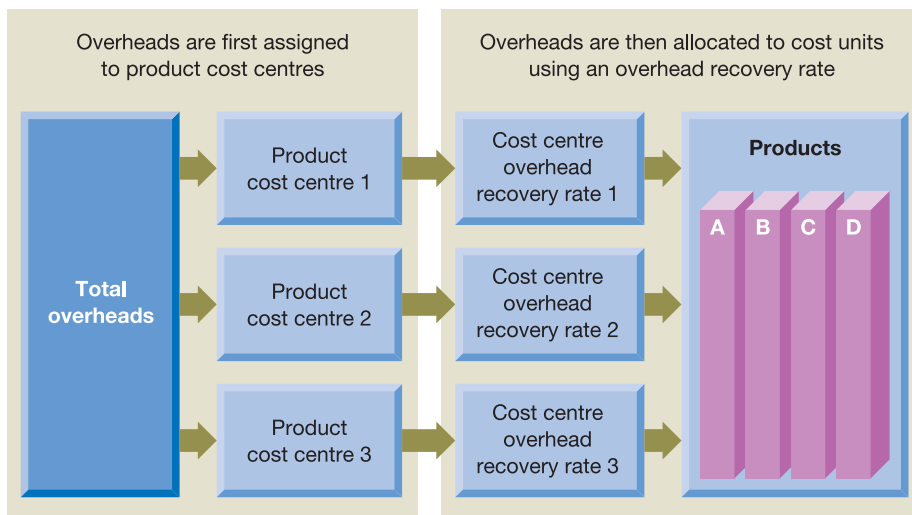 Overheads are first assigned
to product cost centres
Overheads are then allocated to cost units
using an overhead recovery rate
Total
overheads
Product
cost centre 1
Cost centre
overhead
recovery rate 1
Product
cost centre 2
Cost centre
overhead
recovery rate 2
Product
cost centre 3
Cost centre
overhead
recovery rate 3
Products
A B C D